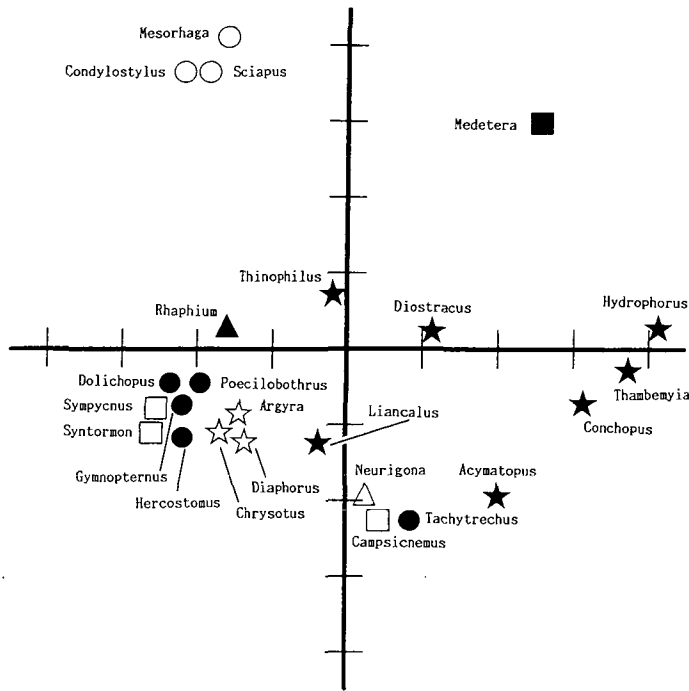 Mesorhaga
Condylostylus Sciapus
Medetera
Thinophilus
Rhaphium
Diostracus
Hydrophorus
Dolichopus Poecilobothrus
Thambemyia
Sympycnus Argyra
Liancalus
Conchopus
Syntormon
Gymnopternus
Neurigona Acymatopus
Diaphorus
Hercostomus
Chrysotus
Tachytrechus
Campsicnemus